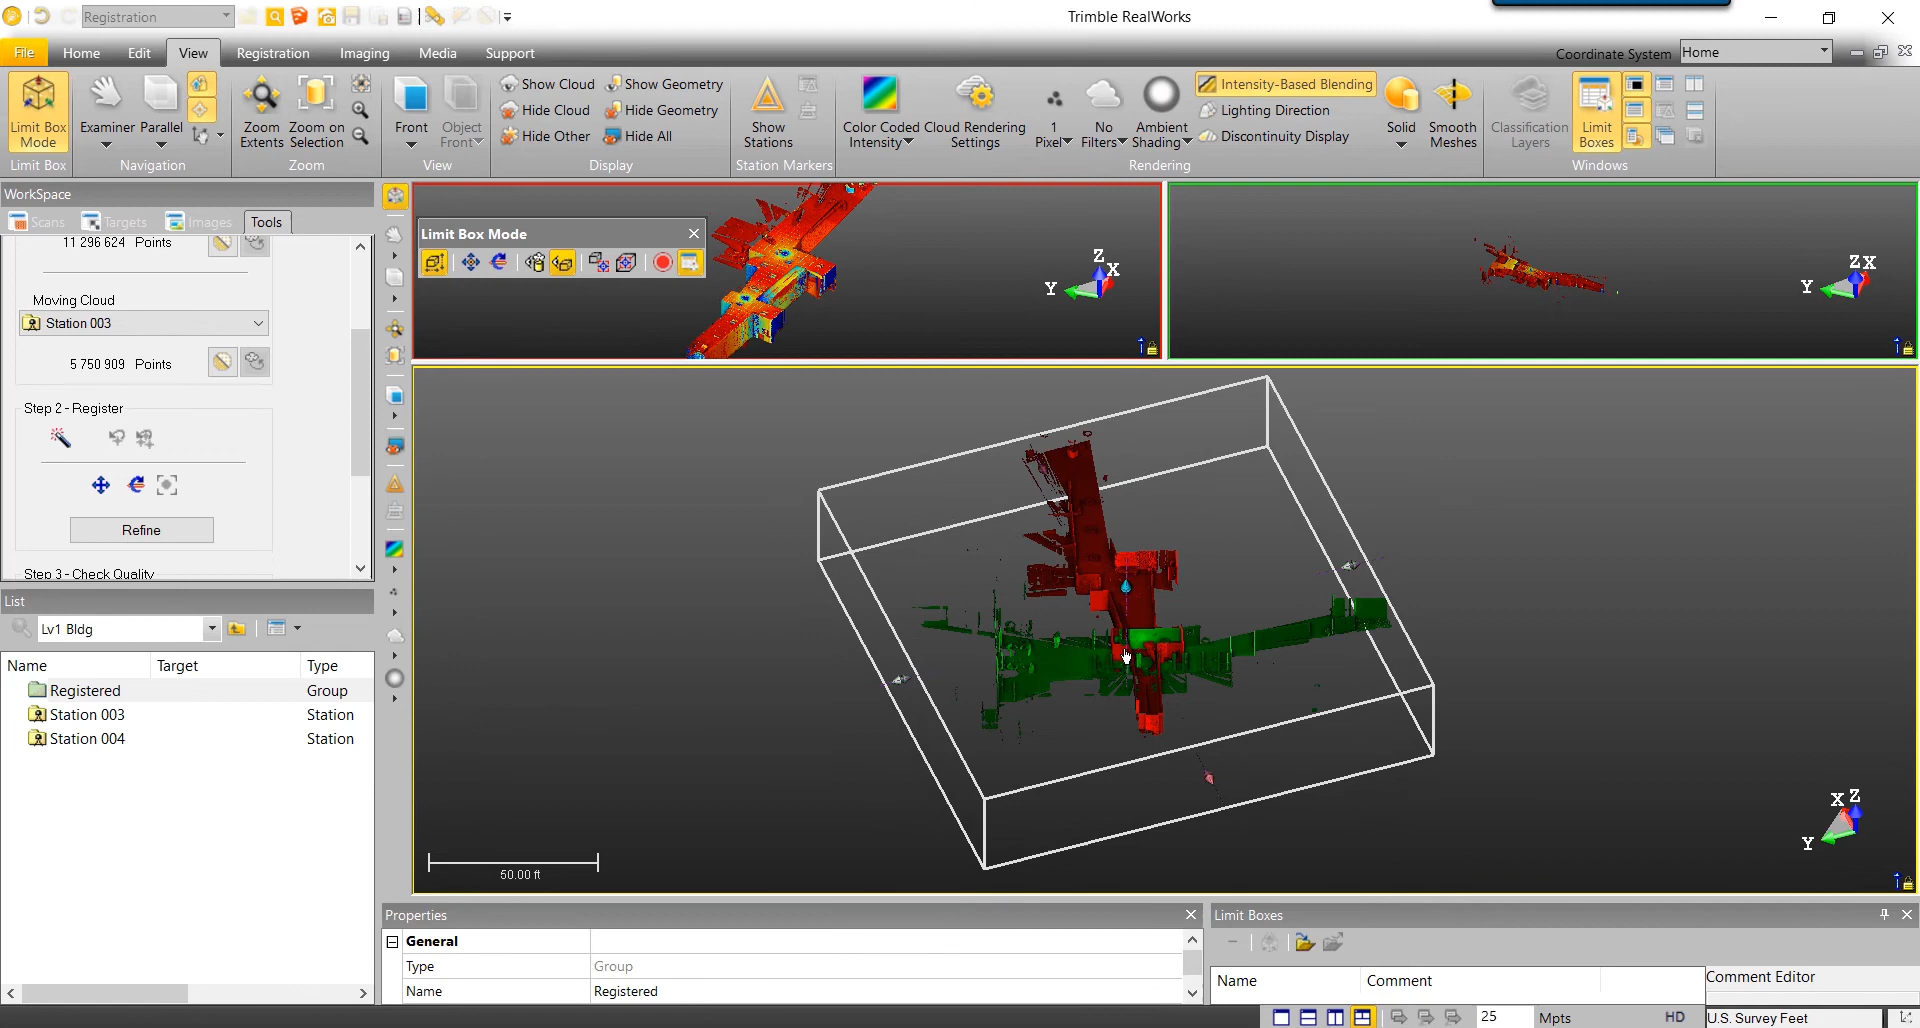 Registration
Trimble RealWorks
File
Home
Edit
View
Registration
Imaging
Media
Support
Coordinate System
Home
Limit Box
Mode
Examiner
Parallel
Zoom
Extents
Zoom on
Selection
Front
Object
Front
Show Cloud
Show Geometry
Hide Cloud
Hide Geometry
Hide Other
Hide All
Show
Stations
Color Coded
Intensity
Cloud Rendering
Settings
1
Pixel
No
Filters
Ambient
Shading
Intensity-Based Blending
Lighting Direction
Discontinuity Display
Solid
Smooth
Meshes
Classification
Layers
Limit
Boxes
Limit Box
Navigation
Zoom
View
Display
Station Markers
Rendering
Windows
WorkSpace
Scans
Targets
Images
Tools
11 296 624 Points
Moving Cloud
Station 003
5 750 909 Points
Step 2 - Register
Refine
Step 3 - Check Quality
List
Lv1 Bldg
Name
Target
Type
Registered
Group
Station 003
Station
Station 004
Station
Limit Box Mode
Z
X
Y
Z
X
Y
X
Z
Y
50.00 ft
Properties
General
Type
Group
Name
Registered
Limit Boxes
Name
Comment
Comment Editor
25
Mpts
HD
U.S. Survey Feet